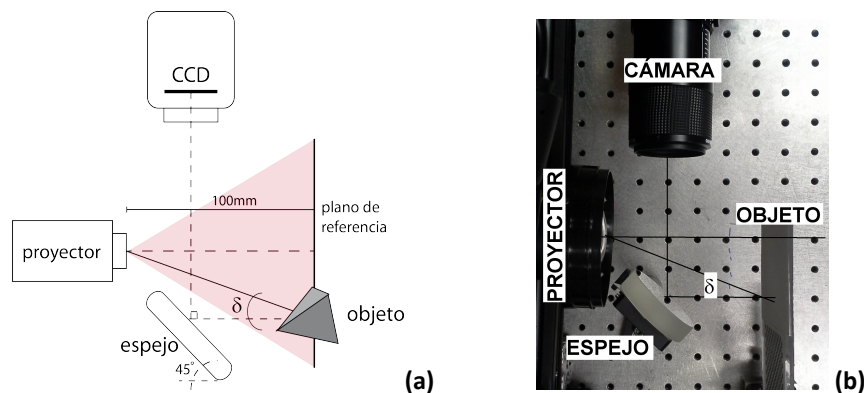 CCD
100mm
plano de
referencia
proyector
δ
objeto
espejo
45°
(a)
CÁMARA
PROYECTOR
OBJETO
δ
ESPEJO
(b)